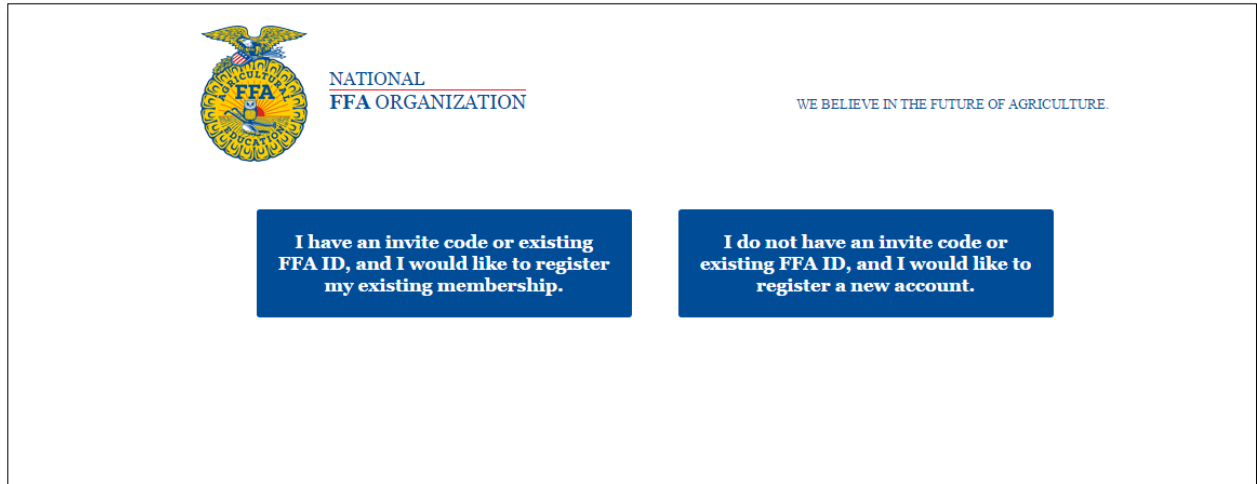 AGRICULTURAL
FFA
EDUCATION
NATIONAL
FFA ORGANIZATION
WE BELIEVE IN THE FUTURE OF AGRICULTURE.
I have an invite code or existing
FFA ID, and I would like to register
my existing membership.
I do not have an invite code or
existing FFA ID, and I would like to
register a new account.